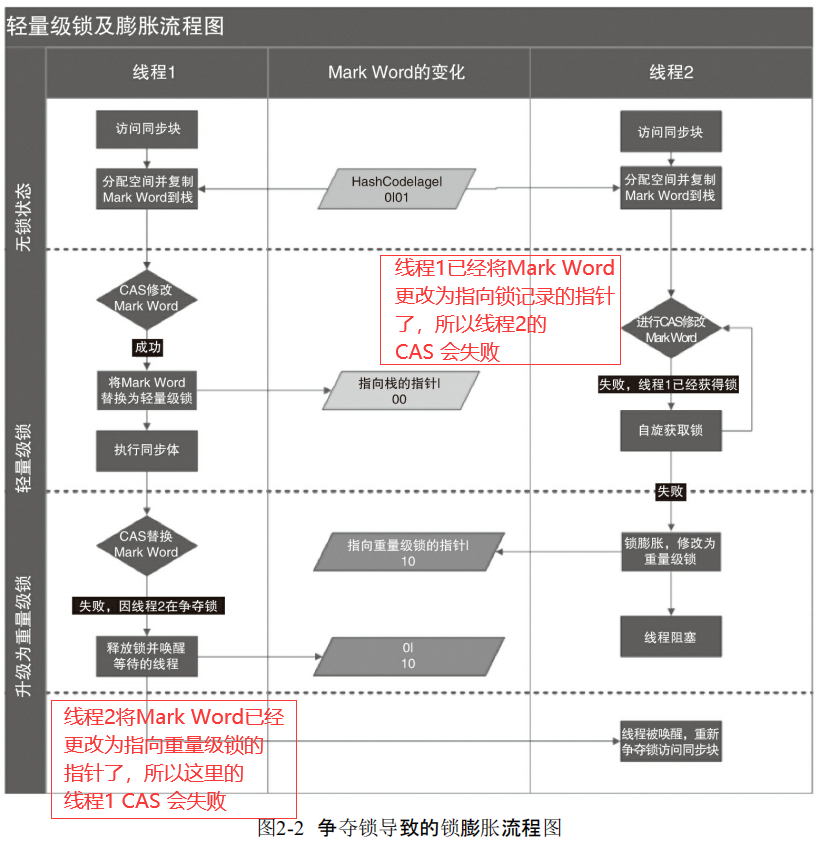 轻量级锁及膨胀流程图
线程1
Mark Word的变化
线程2
无锁状态
访问同步块
访问同步块
分配空间并复制
Mark Word到栈
HashCode|age|
0|01
分配空间并复制
Mark Word到栈
轻量级锁
CAS修改
Mark Word
线程1已经将Mark Word
更改为指向锁记录的指针
了，所以线程2的
CAS 会失败
进行CAS修改
MarkWord
成功
将Mark Word
替换为轻量级锁
指向栈的指针|
00
失败，线程1已经获得锁
执行同步体
自旋获取锁
失败
升级为重量级锁
CAS替换
Mark Word
指向重量级锁的指针|
10
锁膨胀，修改为
重量级锁
失败，因线程2在争夺锁
释放锁并唤醒
等待的线程
0|
10
线程阻塞
线程2将Mark Word已经
更改为指向重量级锁的
指针了，所以这里的
线程1 CAS 会失败
线程被唤醒，重新
争夺锁访问同步块
图2-2 争夺锁导致的锁膨胀流程图